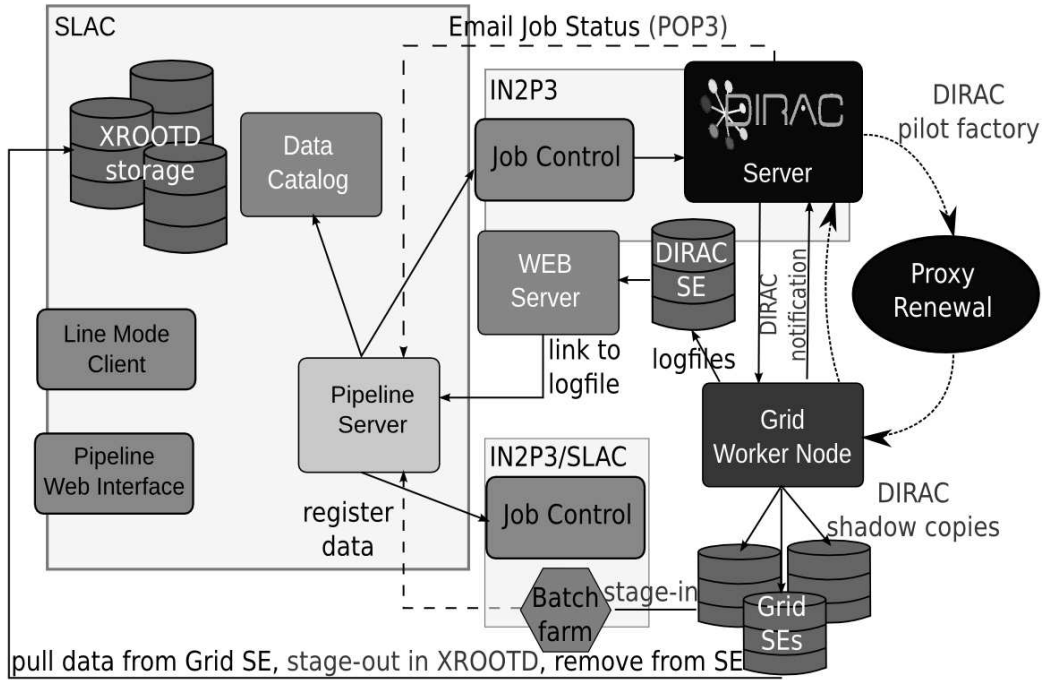 SLAC
Email Job Status (POP3)
IN2P3
DIRAC
Server
DIRAC
pilot factory
XROOTD
storage
Data
Catalog
Job Control
WEB
Server
DIRAC
SE
DIRAC
notification
Proxy
Renewal
Line Mode
Client
link to
logfile
logfiles
Pipeline
Server
Grid
Worker Node
Pipeline
Web Interface
IN2P3/SLAC
Job Control
register
data
DIRAC
shadow copies
Batch
farm
stage-in
Grid
SEs
pull data from Grid SE, stage-out in XROOTD, remove from SE